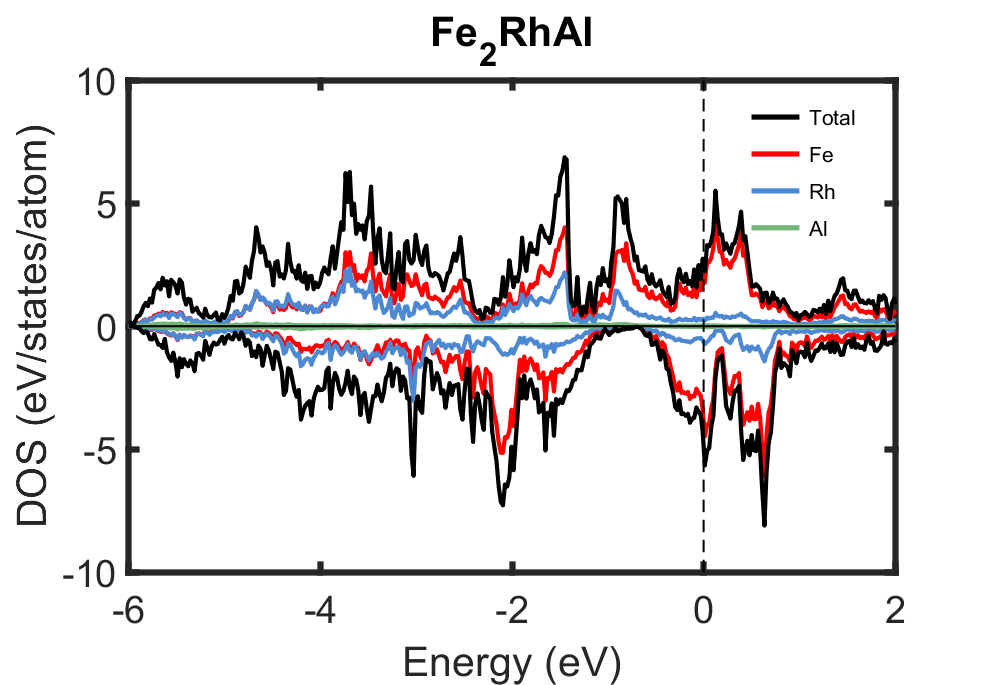 Fe2RhAl
DOS (eV/states/atom)
10
5
0
-5
-10
Total
Fe
Rh
Al
-6
-4
-2
0
2
Energy (eV)